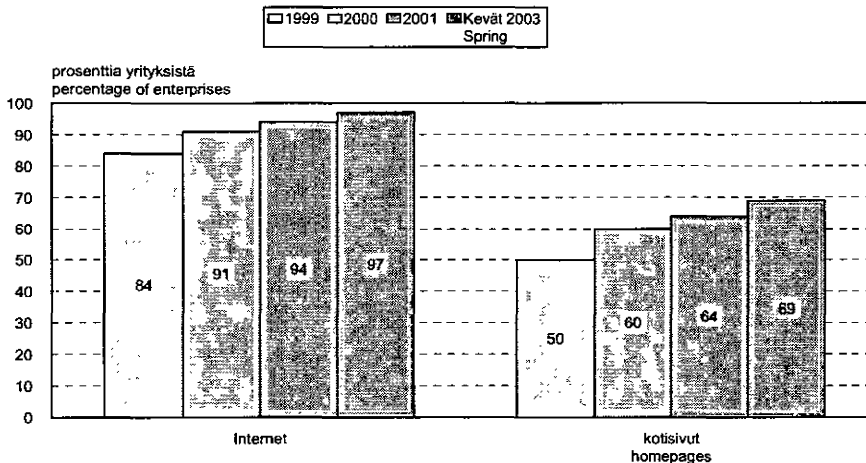 1999 2000 2001 Kevät 2003
Spring
prosenttia yrityksistä
percentage of enterprises
100
90
80
70
60
50
40
30
20
10
0
84
91
94
97
50
60
64
69
Internet
kotisivut
homepages